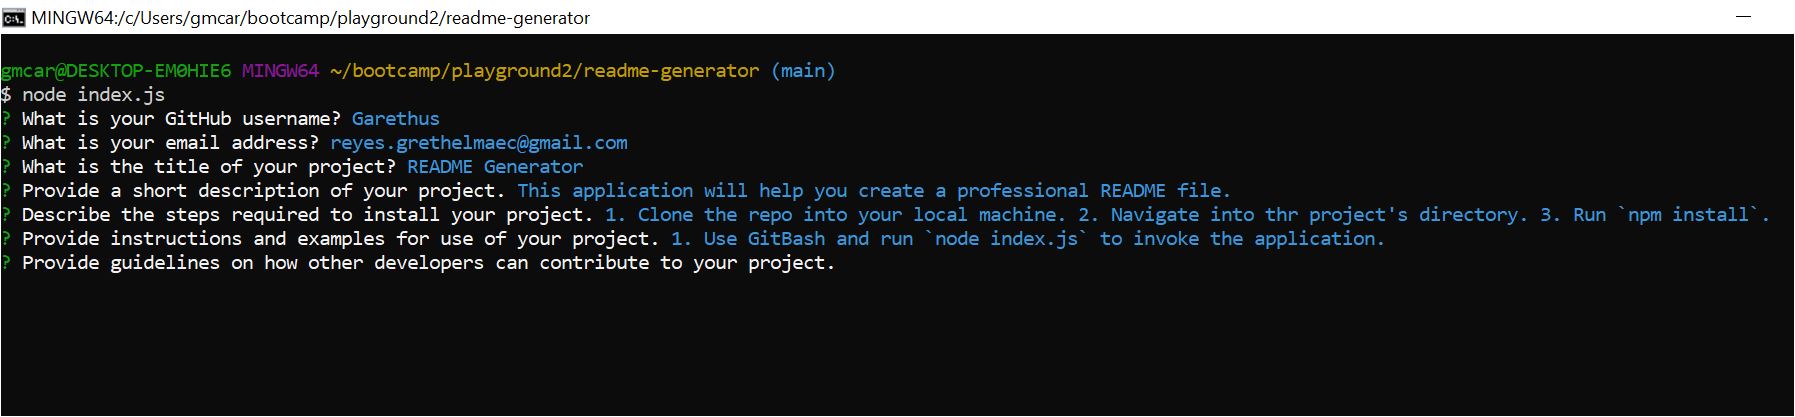 MINGW64:/c/Users/gmcar/bootcamp/playground2/readme-generator
gmcar@DESKTOP-EM0HIE6 MINGW64 ~/bootcamp/playground2/readme-generator (main)
$ node index.js
? What is your GitHub username? Garethus
? What is your email address? reyes.grethelmaec@gmail.com
? What is the title of your project? README Generator
? Provide a short description of your project. This application will help you create a professional README file.
? Describe the steps required to install your project. 1. Clone the repo into your local machine. 2. Navigate into thr project's directory. 3. Run `npm install`.
? Provide instructions and examples for use of your project. 1. Use GitBash and run `node index.js` to invoke the application.
? Provide guidelines on how other developers can contribute to your project.